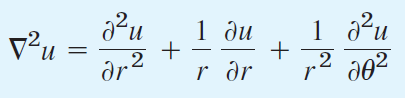 ∇²u = ∂²u/∂r² + 1/r ∂u/∂r + 1/r² ∂²u/∂θ²